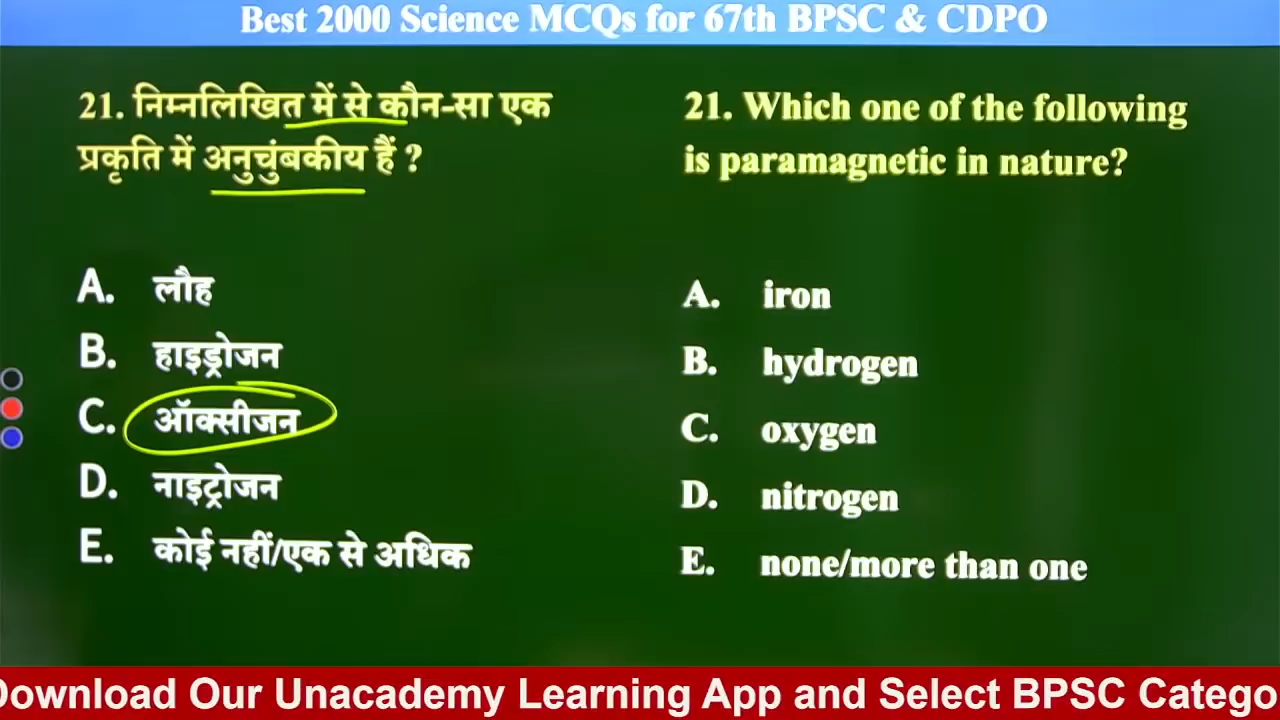 Best 2000 Science MCQs for 67th BPSC & CDPO
21. निम्नलिखित में से कौन-सा एक
प्रकृति में अनुचुंबकीय हैं ?
A. लौह
B. हाइड्रोजन
C. ऑक्सीजन
D. नाइट्रोजन
E. कोई नहीं/एक से अधिक
21. Which one of the following
is paramagnetic in nature?
A. iron
B. hydrogen
C. oxygen
D. nitrogen
E. none/more than one
Download Our Unacademy Learning App and Select BPSC Catego